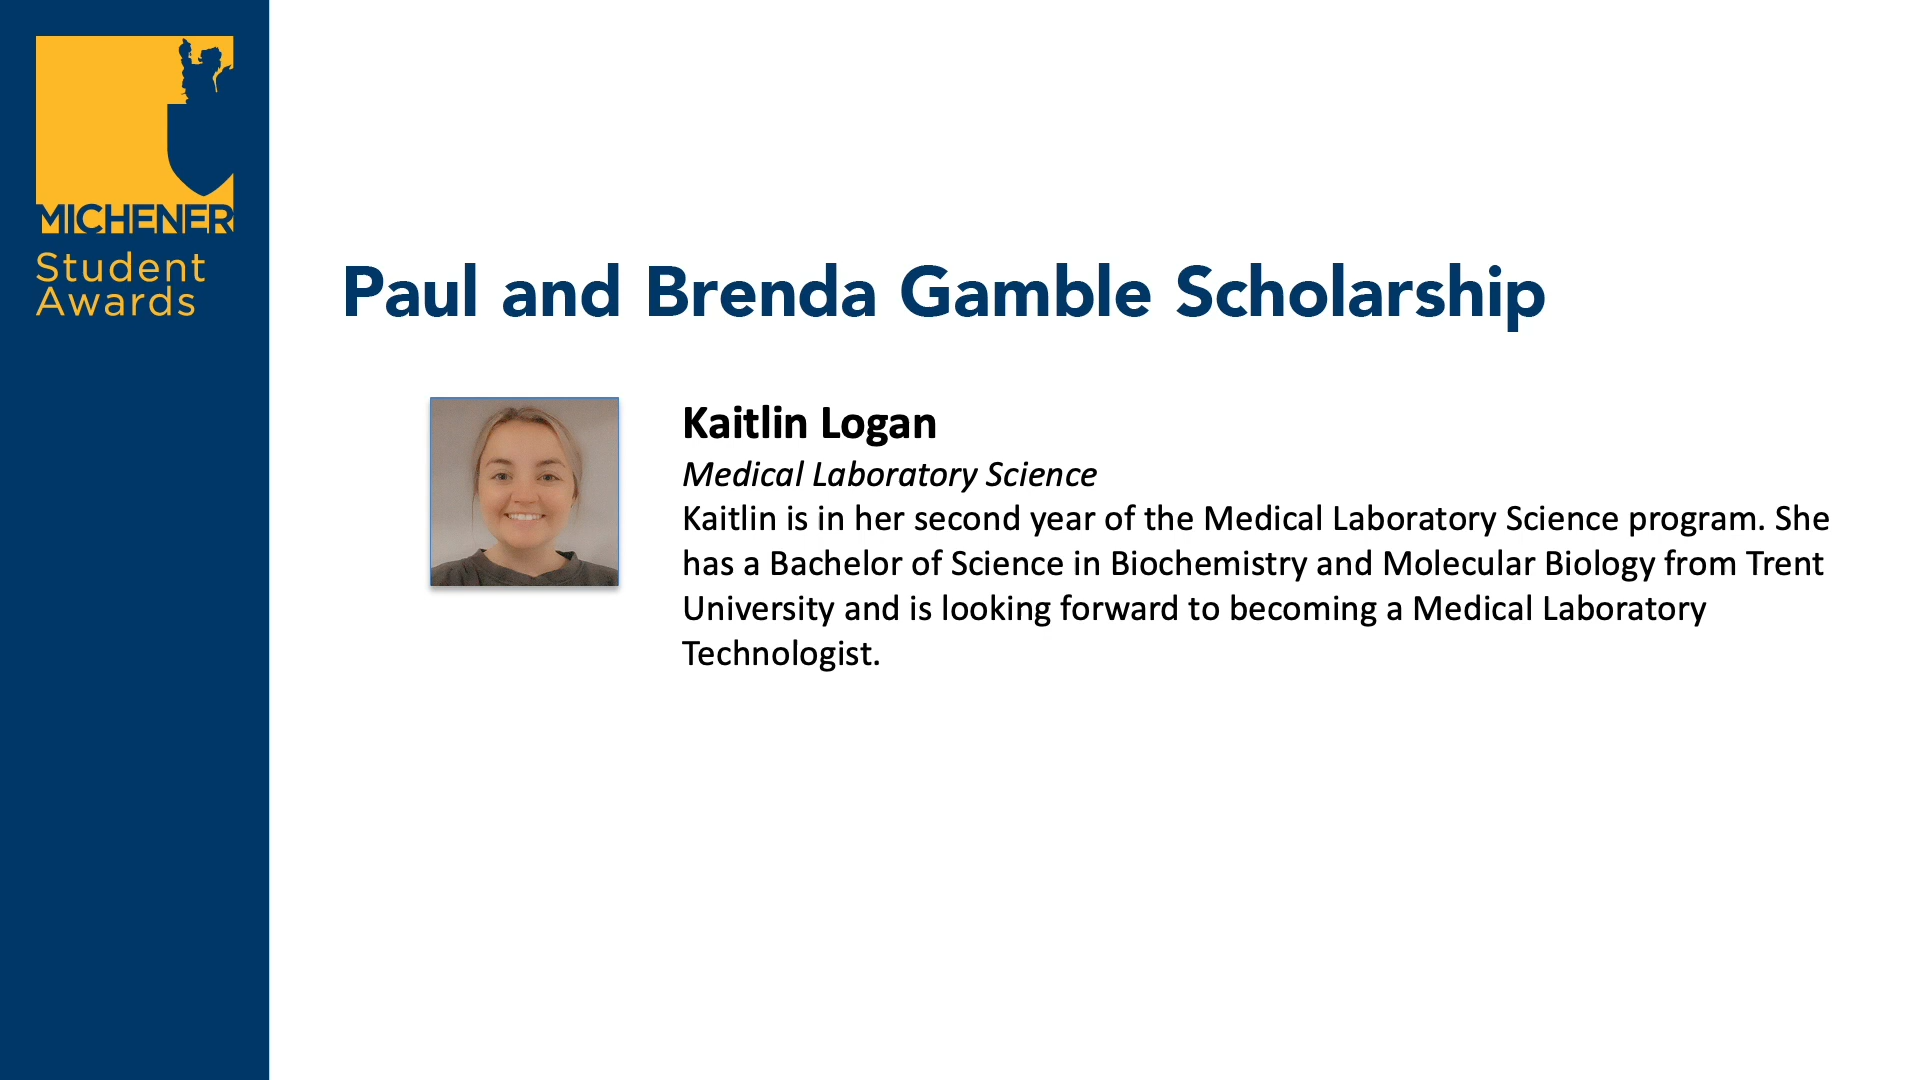 MICHENER
Student
Awards
Paul and Brenda Gamble Scholarship
Kaitlin Logan
Medical Laboratory Science
Kaitlin is in her second year of the Medical Laboratory Science program. She
has a Bachelor of Science in Biochemistry and Molecular Biology from Trent
University and is looking forward to becoming a Medical Laboratory
Technologist.